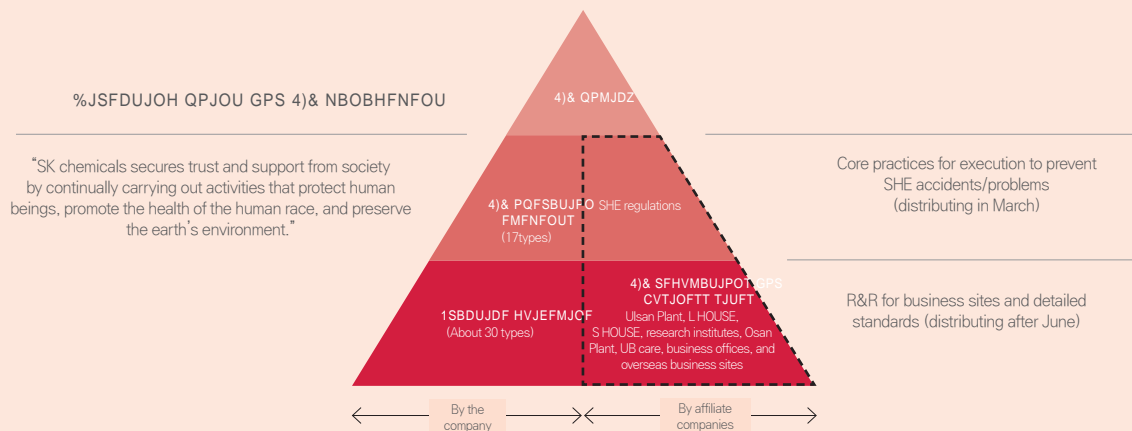 4)& QPMJDZ
%JSFDUJOH QPJOU GPS 4)& NBOBHFNFOU
“SK chemicals secures trust and support from society
by continually carrying out activities that protect human
beings, promote the health of the human race, and preserve
the earth’s environment.”
Core practices for execution to prevent
SHE accidents/problems
(distributing in March)
4)& PQFSBUJPO
FMFNFOUT
(17types)
SHE regulations
1SBDUJDF HVJEFMJOF
(About 30 types)
4)& SFHVMBUJPOT GPS
CVTJOFTT TJUFT
Ulsan Plant, L HOUSE,
S HOUSE, research institutes, Osan
Plant, UB care, business offices, and
overseas business sites
R&R for business sites and detailed
standards (distributing after June)
By the
company
By affiliate
companies